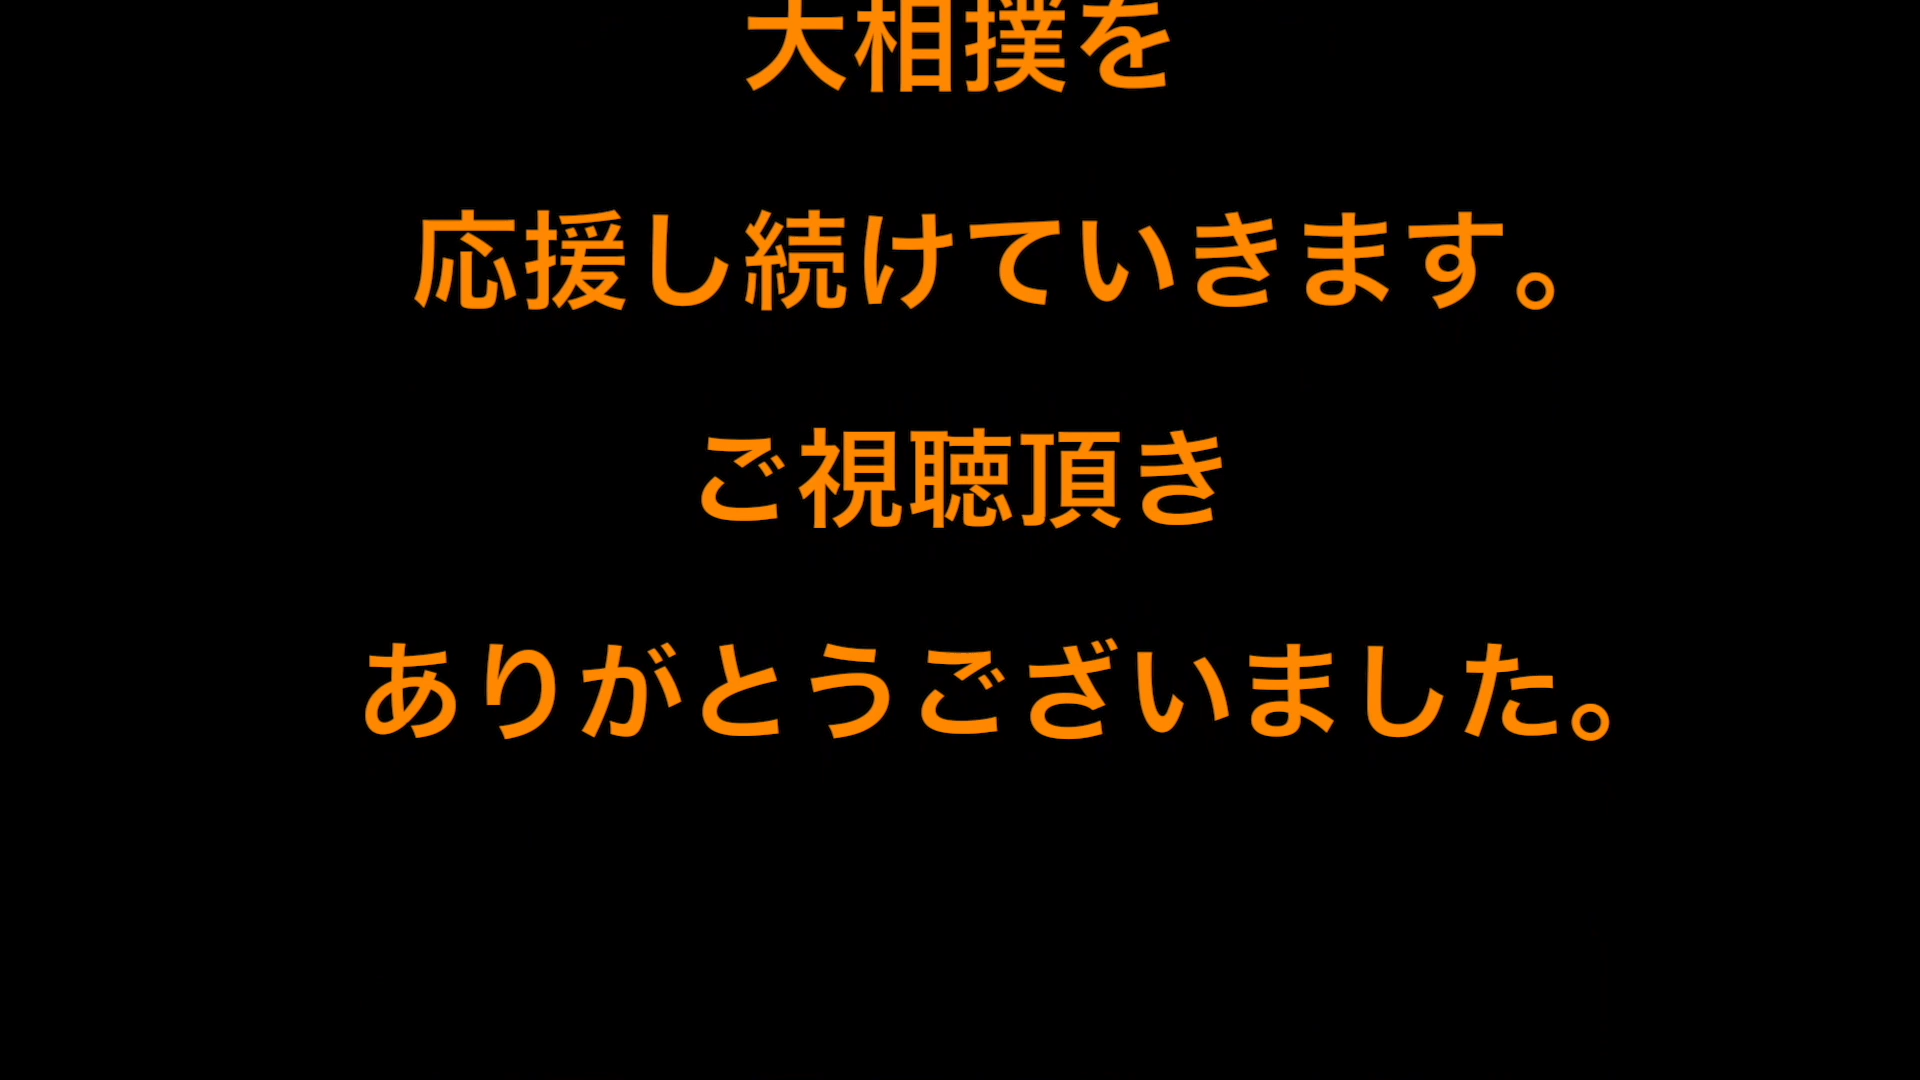 大相撲を
応援し続けていきます。
ご視聴頂き
ありがとうございました。